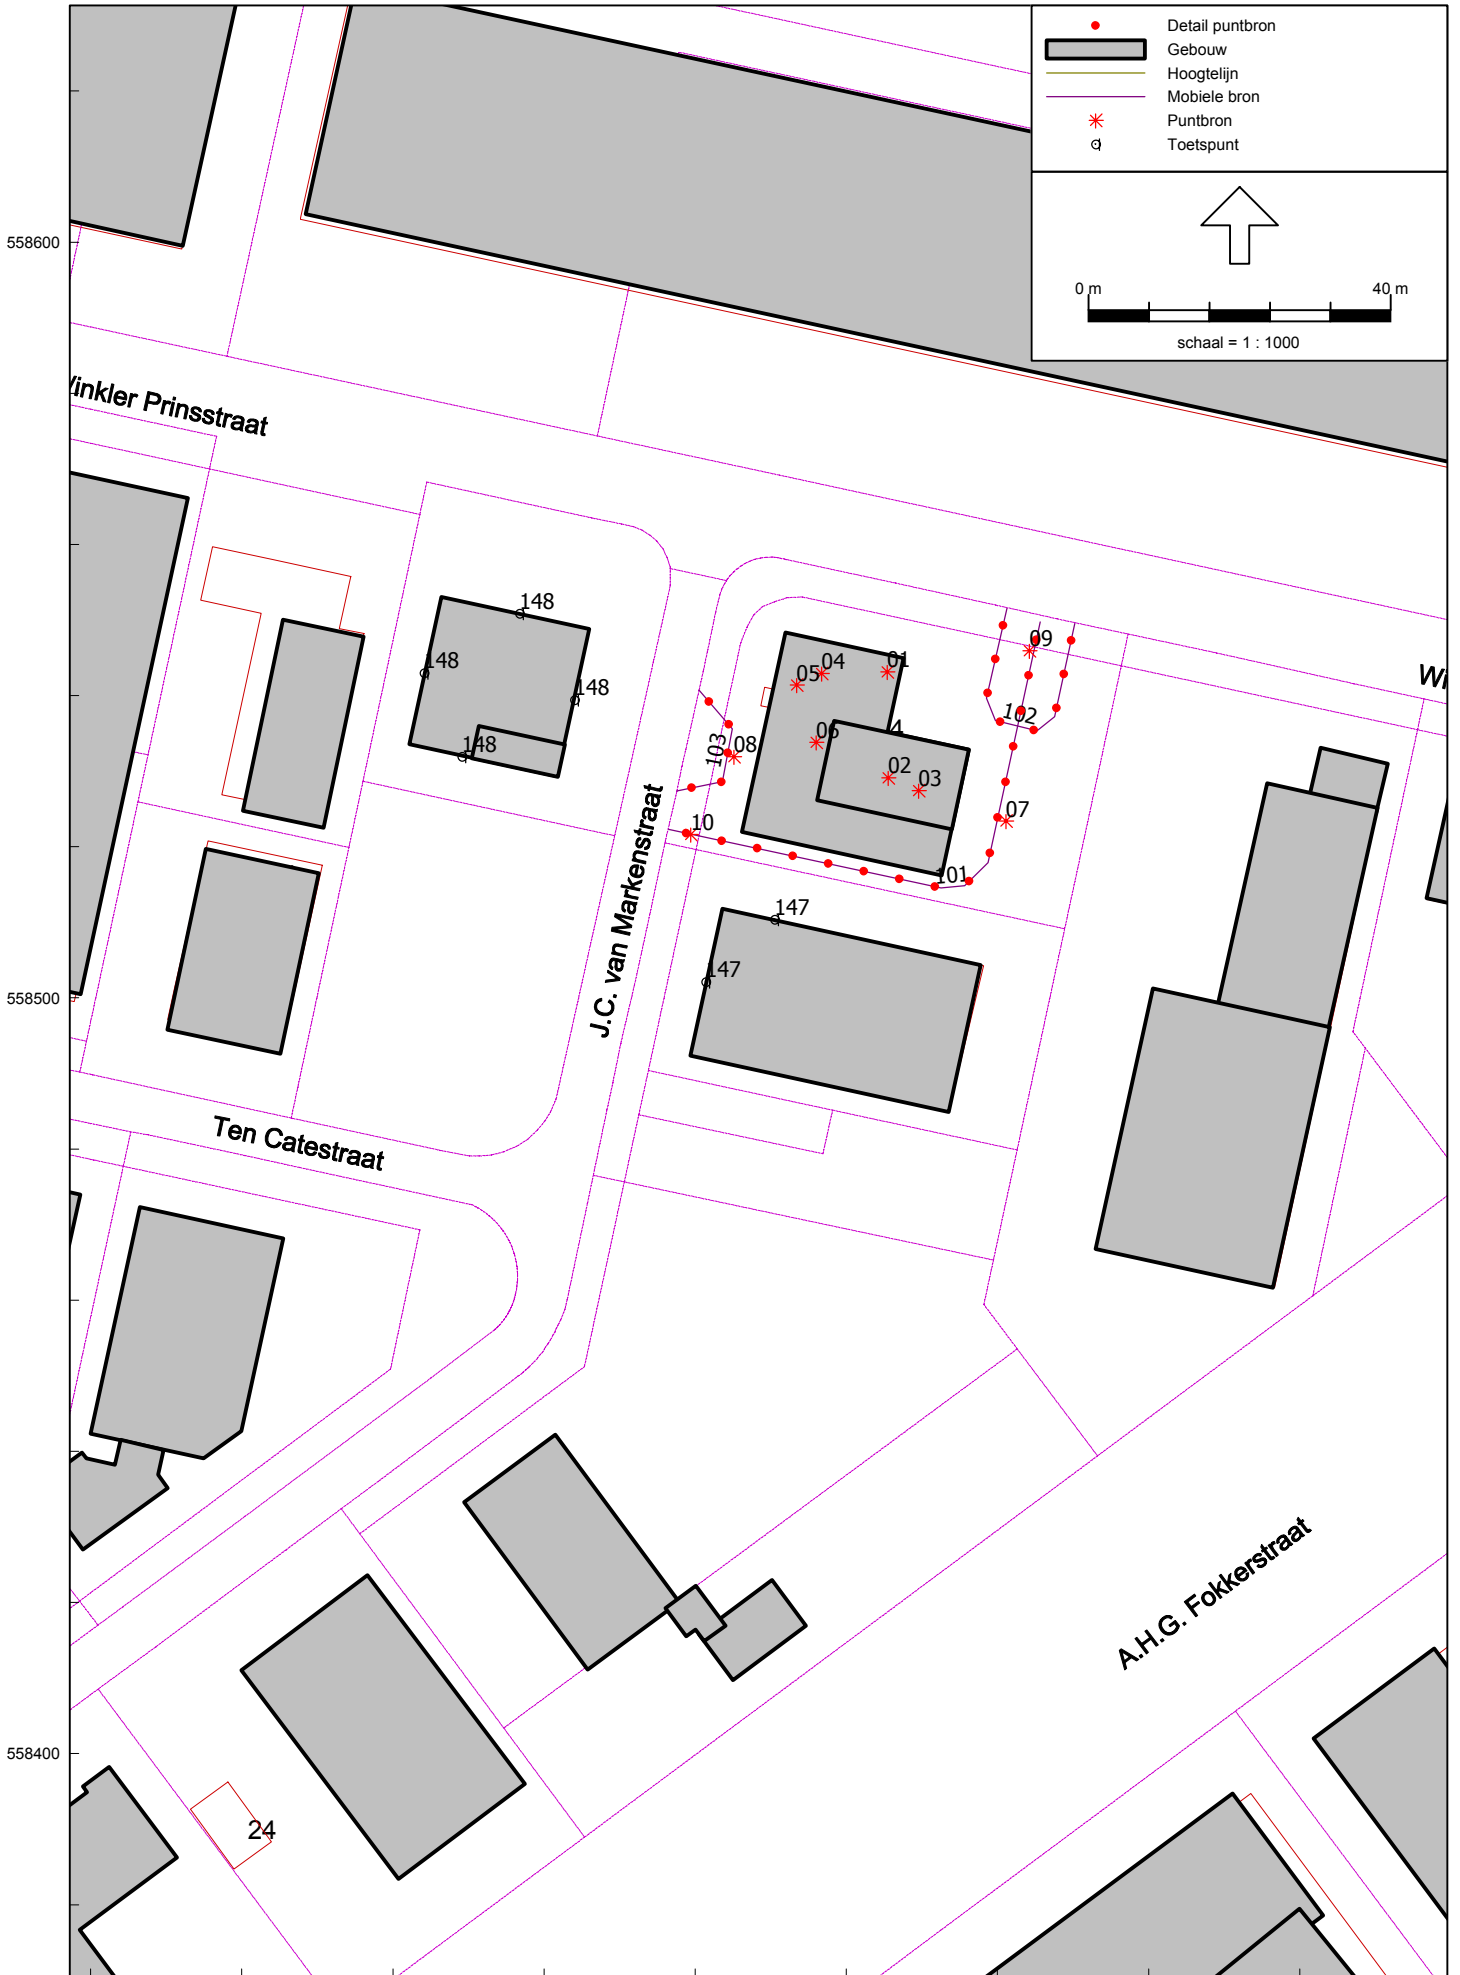 Detail puntbron
Gebouw
Hoogtelijn
Mobiele bron
Puntbron
Toetspunt
0 m 40 m
schaal = 1 : 1000
558600
558500
558400
inkler Prinsstraat
Wi
J.C. van Markenstraat
Ten Catestraat
A.H.G. Fokkerstraat
148
148
148
148
05
04
01
09
102
4
06
02
03
103
08
07
10
101
147
147
24